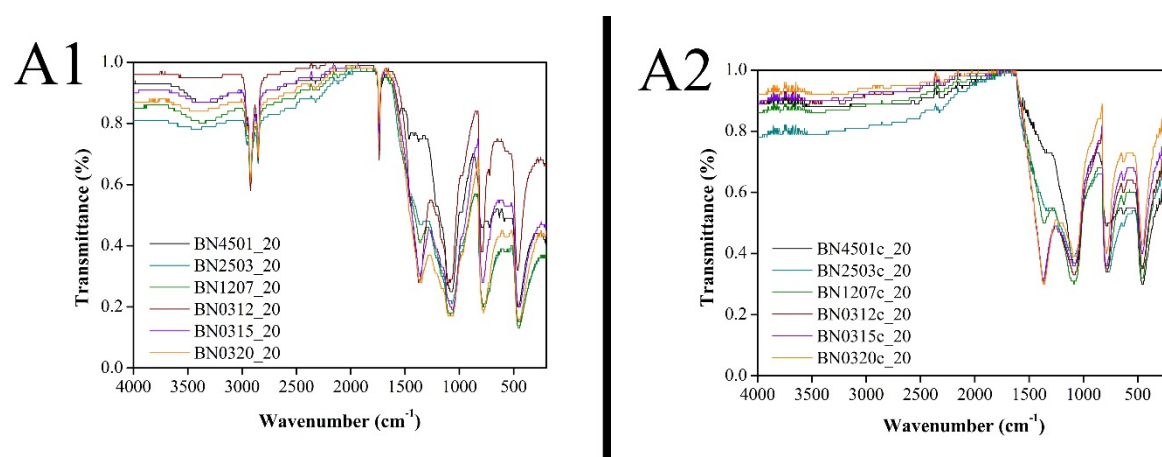 A1
1.0
0.8
0.6
0.4
0.2
0.0
Transmittance (%)
BN4501_20
BN2503_20
BN1207_20
BN0312_20
BN0315_20
BN0320_20
4000 3500 3000 2500 2000 1500 1000 500
Wavenumber (cm⁻¹)
A2
1.0
0.8
0.6
0.4
0.2
0.0
Transmittance (%)
BN4501c_20
BN2503c_20
BN1207c_20
BN0312c_20
BN0315c_20
BN0320c_20
4000 3500 3000 2500 2000 1500 1000 500
Wavenumber (cm⁻¹)